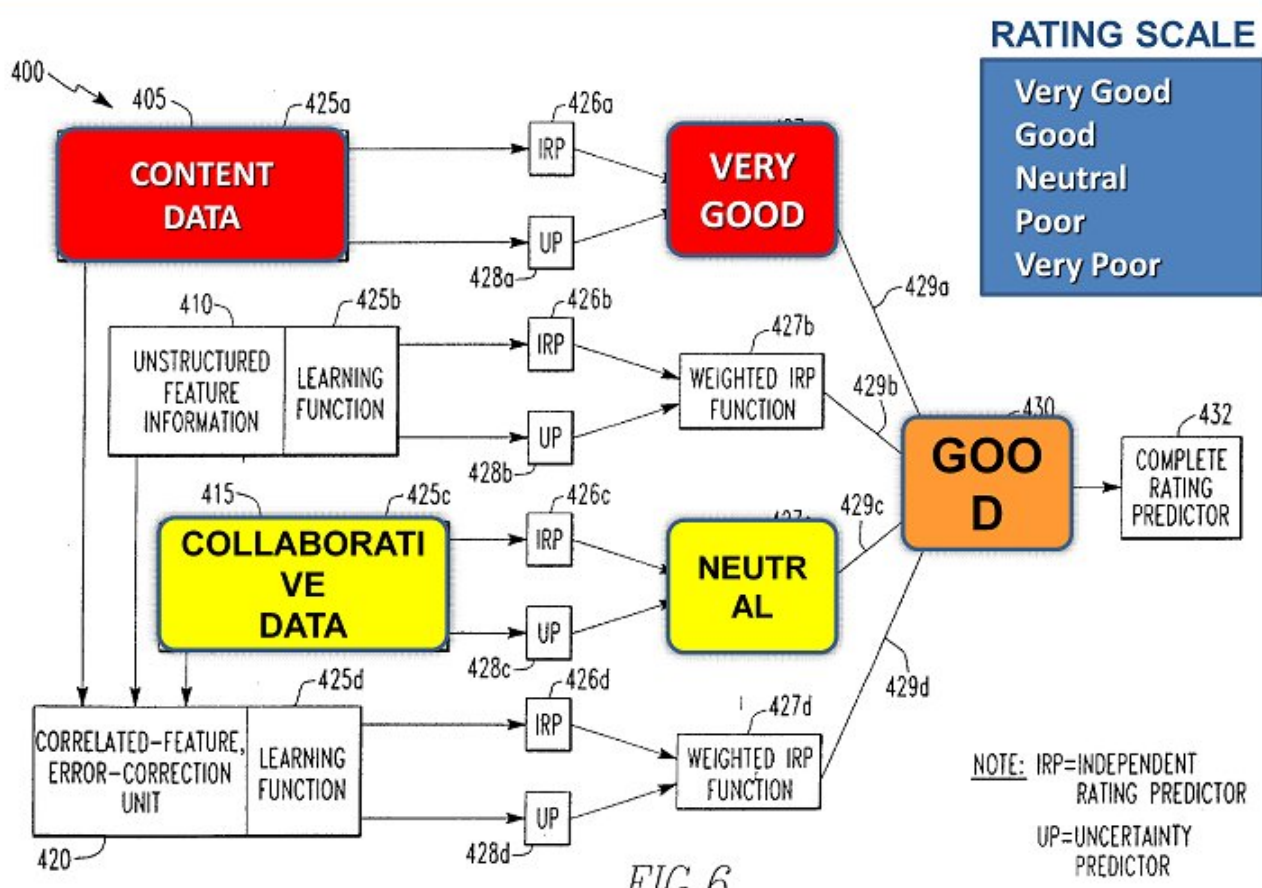 RATING SCALE
Very Good
Good
Neutral
Poor
Very Poor
400
405
425a
426a
CONTENT
DATA
IRP
UP
428a
VERY
GOOD
429a
410
425b
426b
427b
UNSTRUCTURED
FEATURE
INFORMATION
LEARNING
FUNCTION
IRP
UP
428b
WEIGHTED IRP
FUNCTION
429b
430
432
GOO
D
COMPLETE
RATING
PREDICTOR
415
425c
426c
429c
COLLABORATI
VE
DATA
IRP
UP
428c
NEUTR
AL
429d
425d
426d
427d
CORRELATED-FEATURE,
ERROR-CORRECTION
UNIT
LEARNING
FUNCTION
420
IRP
UP
428d
WEIGHTED IRP
FUNCTION
NOTE: IRP=INDEPENDENT
RATING PREDICTOR
UP=UNCERTAINTY
PREDICTOR
FIG. 6